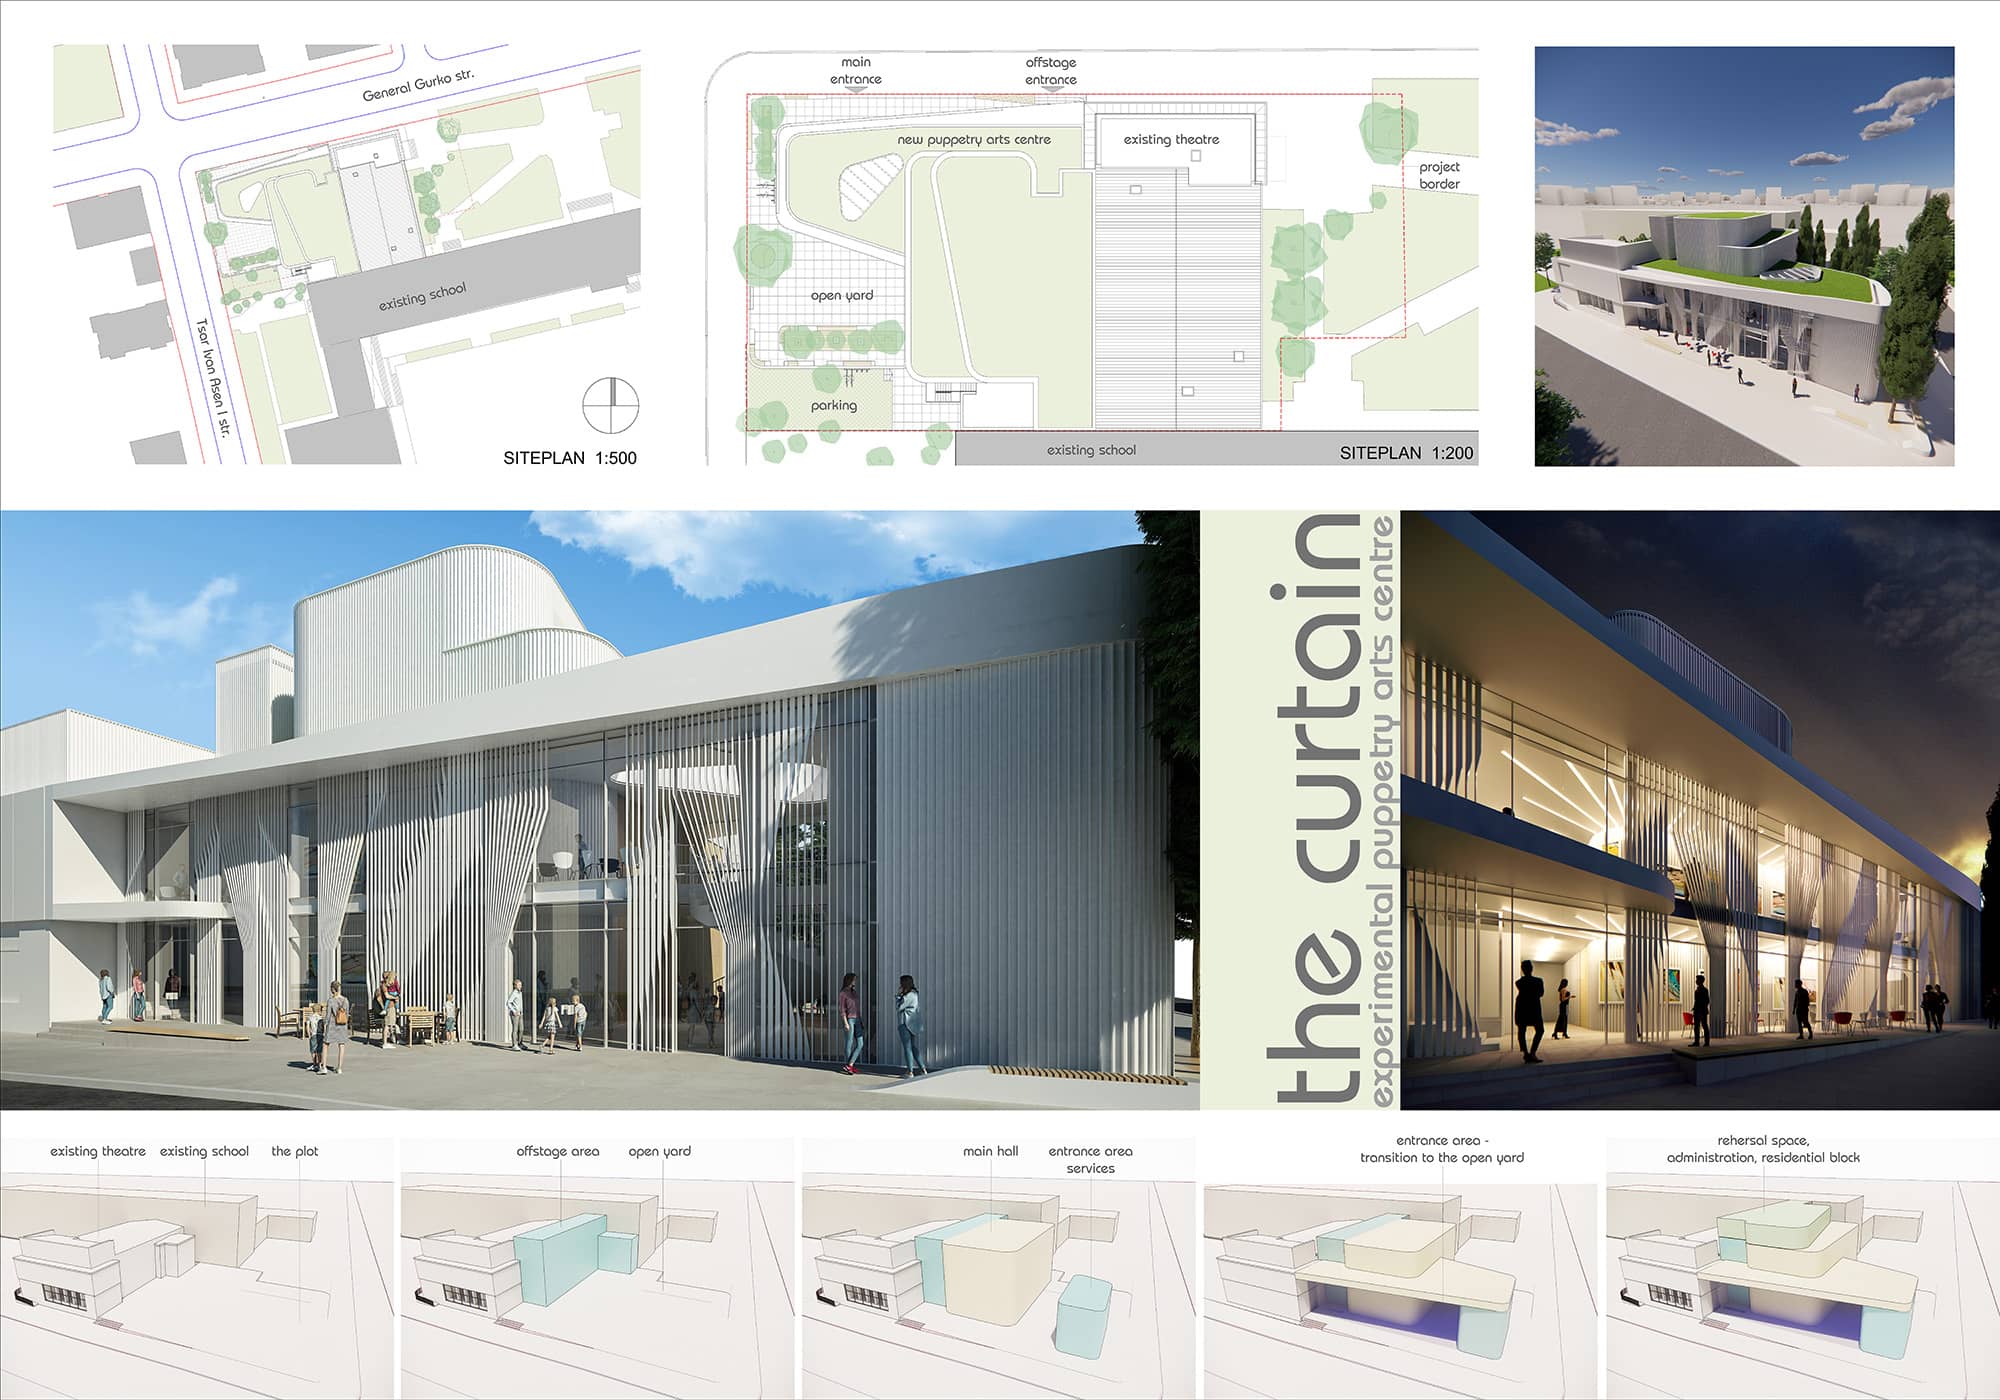 General Gurko str.
existing school
Tsar Ivan Asen I str.
SITEPLAN 1:500
main
entrance
offstage
entrance
new puppetry arts centre
existing theatre
project
border
open yard
parking
existing school
SITEPLAN 1:200
the curtain
experimental puppetry arts centre
existing theatre
existing school
the plot
offstage area
open yard
main hall
entrance area
services
entrance area -
transition to the open yard
rehersal space,
administration, residential block